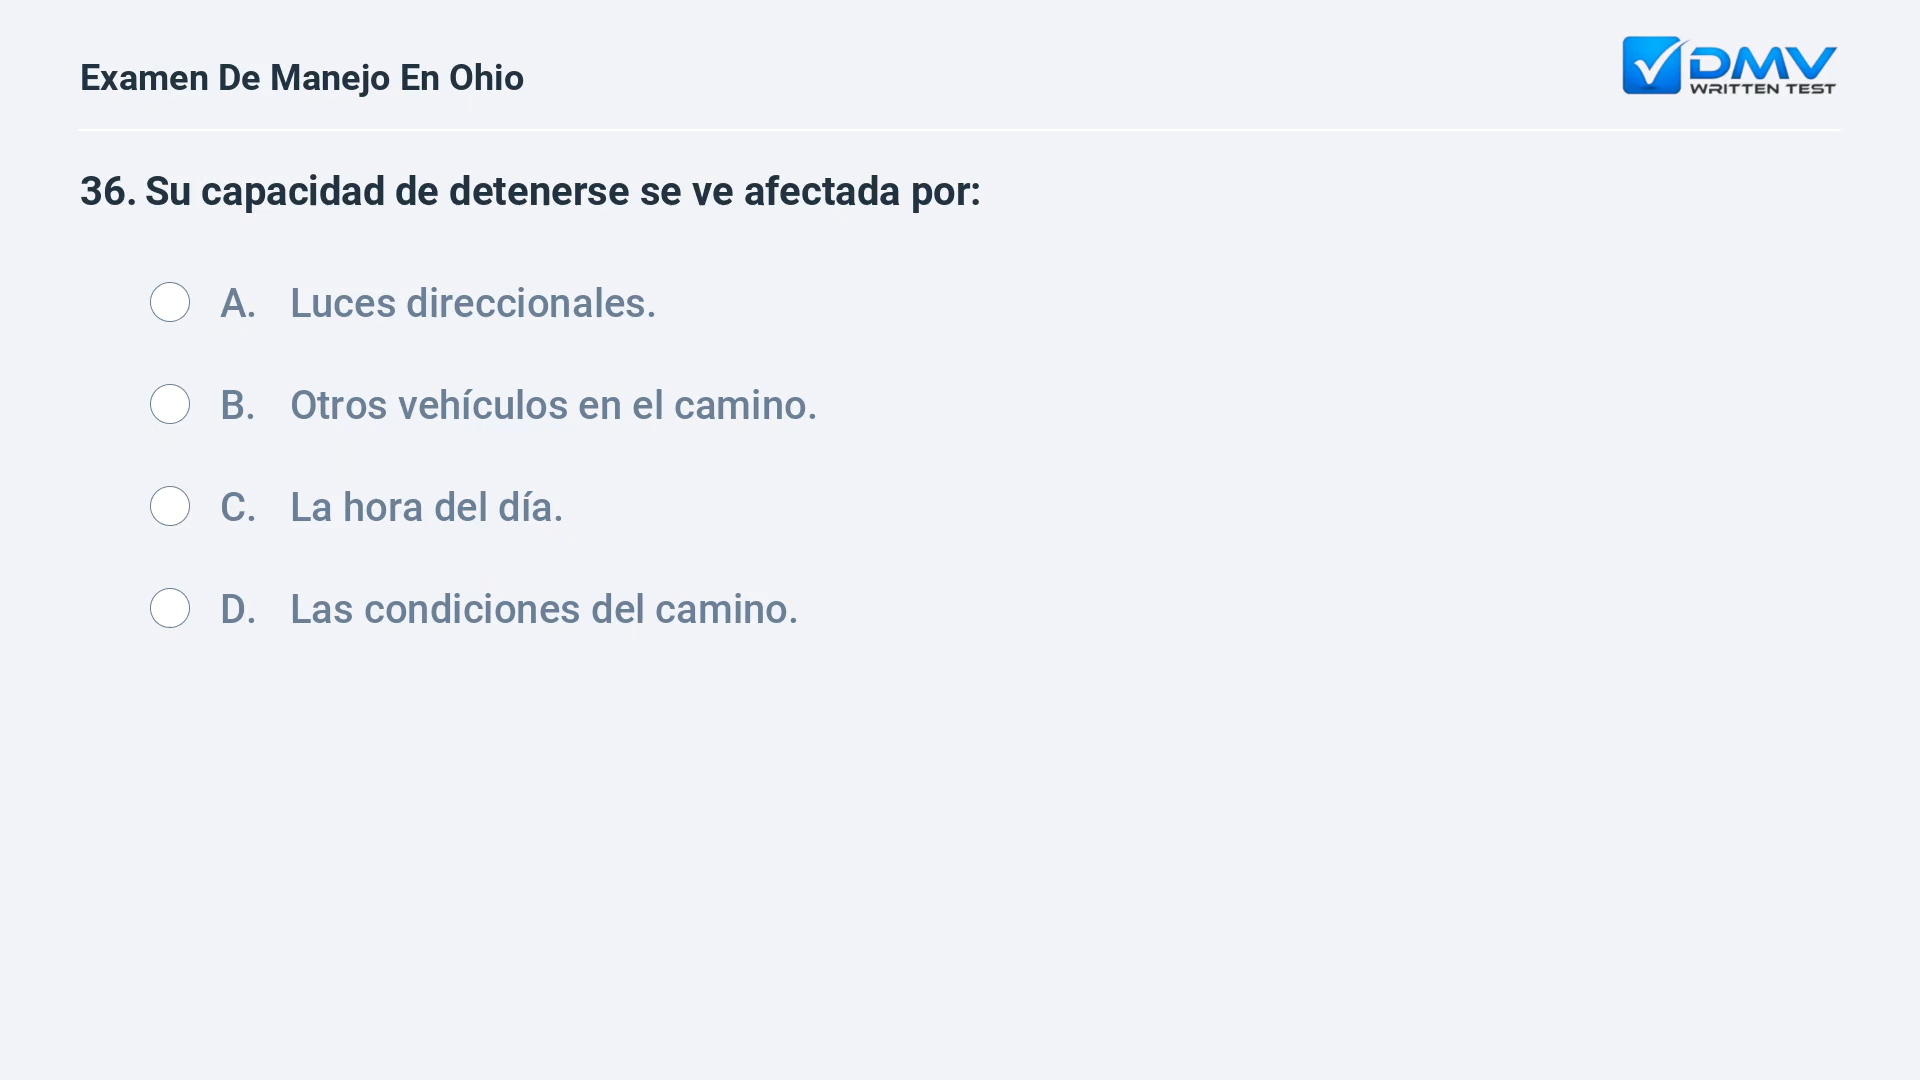 Examen De Manejo En Ohio
DMV
WRITTEN TEST
36. Su capacidad de detenerse se ve afectada por:
A. Luces direccionales.
B. Otros vehículos en el camino.
C. La hora del día.
D. Las condiciones del camino.